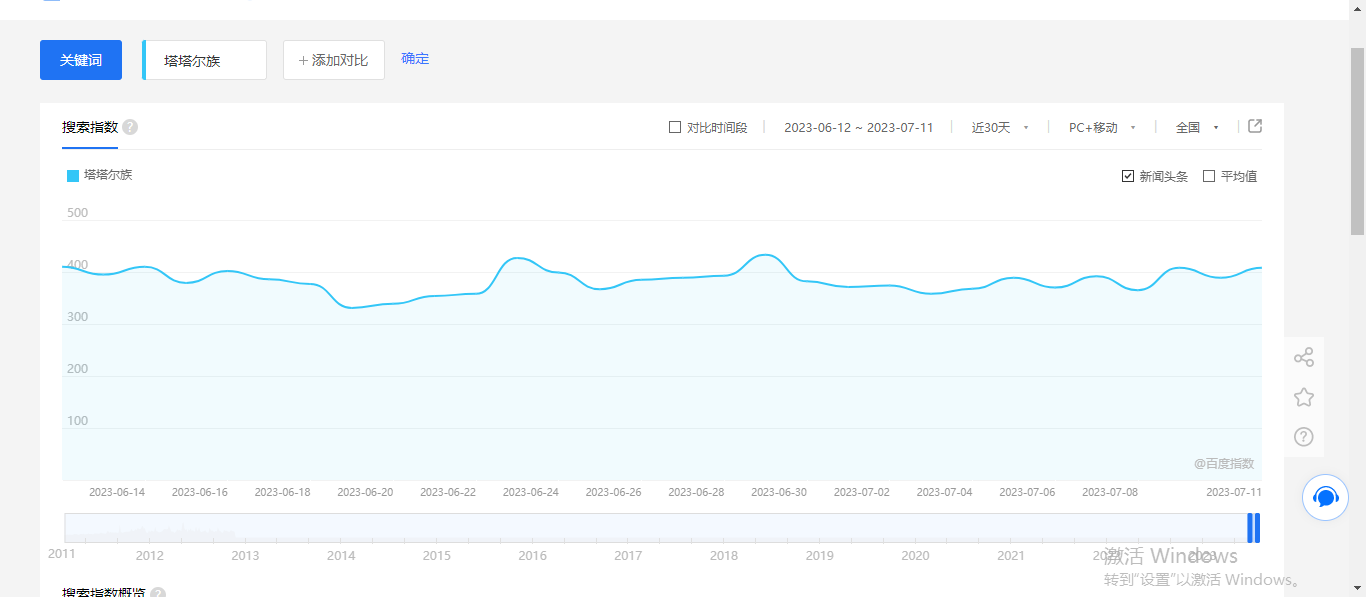 关键词 塔塔尔族 +添加对比 确定
搜索指数 ? 对比时间段 2023-06-12 ~ 2023-07-11 近30天 PC+移动 全国
塔塔尔族 新闻头条 平均值
500
400
300
200
100
@百度指数
2023-06-14 2023-06-16 2023-06-18 2023-06-20 2023-06-22 2023-06-24 2023-06-26 2023-06-28 2023-06-30 2023-07-02 2023-07-04 2023-07-06 2023-07-08 2023-07-11
2011 2012 2013 2014 2015 2016 2017 2018 2019 2020 2021 2022 2023
激活 Windows
转到"设置"以激活 Windows。
搜索指数概览 ?